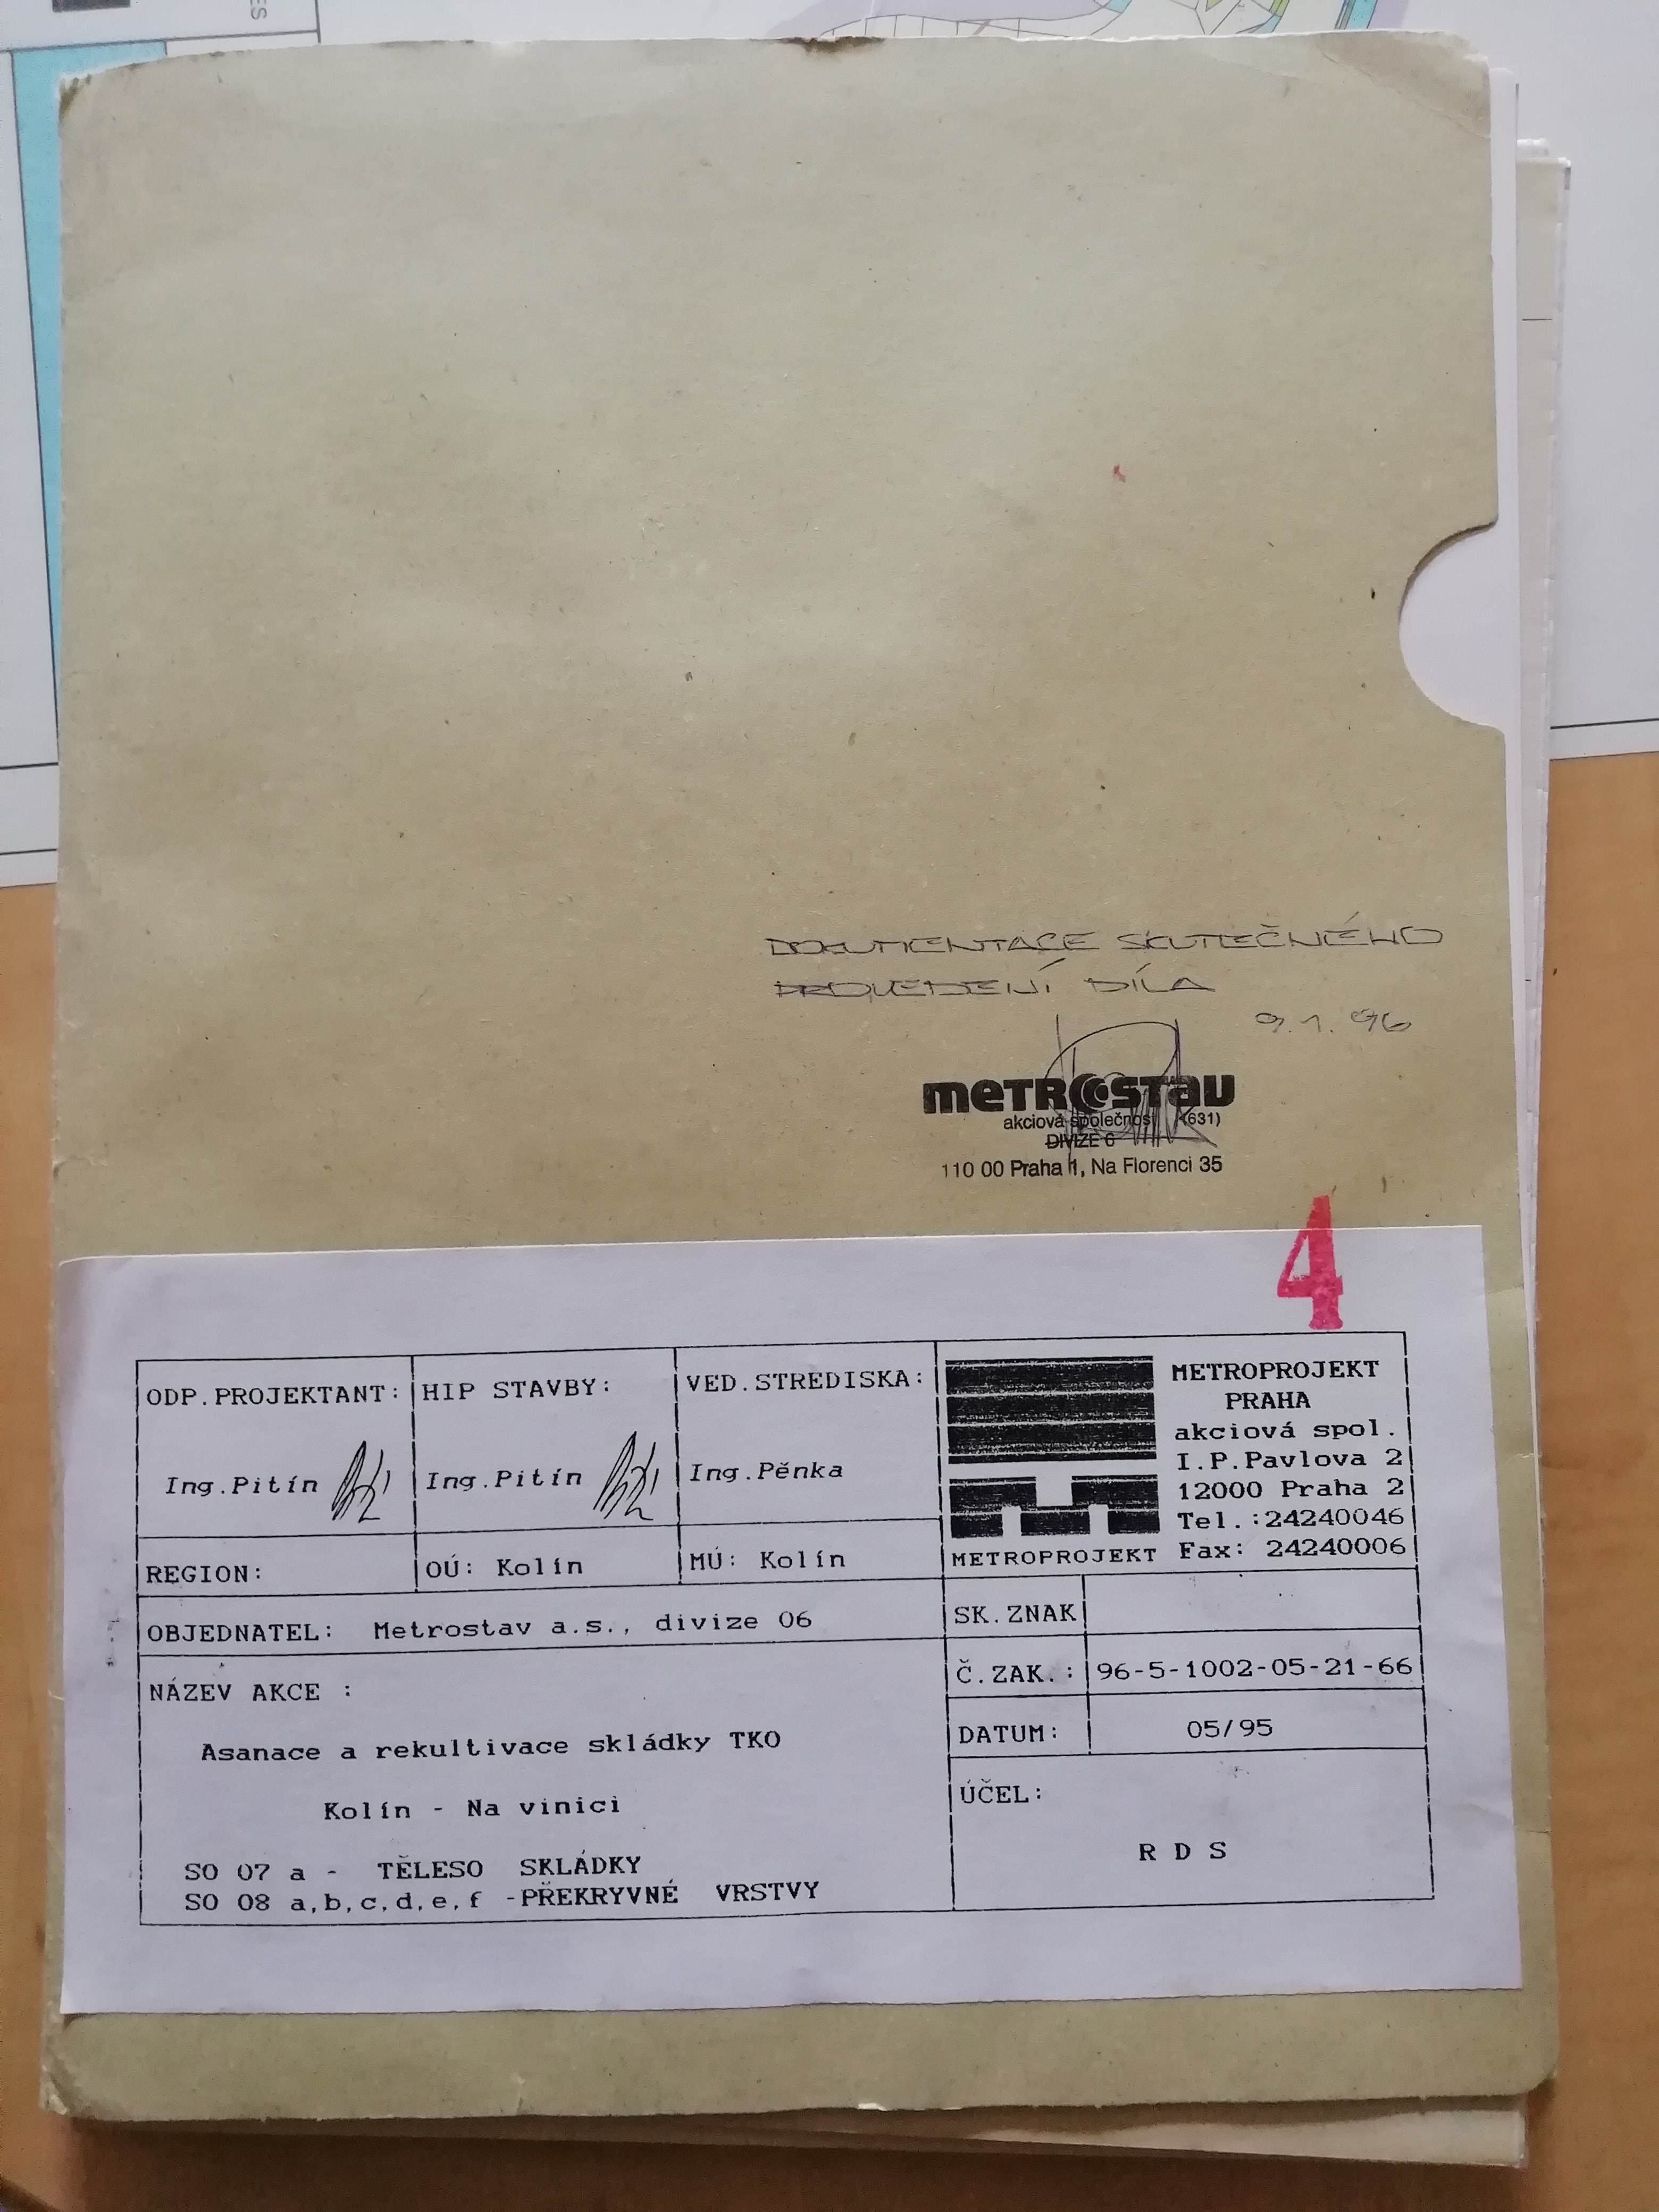 ES
DOKUMENTACE SKUTEČNÉHO
PROVEDENÍ DÍLA
9.1.96
METROSTAV
akciová společnost (631)
DIVIZE 6
110 00 Praha 1, Na Florenci 35
4
ODP.PROJEKTANT:
Ing.Pitín
HIP STAVBY:
Ing.Pitín
VED.STREDISKA:
Ing.Pěnka
METROPROJEKT
METROPROJEKT
PRAHA
akciová spol.
I.P.Pavlova 2
12000 Praha 2
Tel.:24240046
Fax: 24240006
REGION:
OÚ: Kolín
MÚ: Kolín
OBJEDNATEL: Metrostav a.s., divize 06
SK.ZNAK
Č.ZAK.: 96-5-1002-05-21-66
DATUM: 05/95
NÁZEV AKCE :
Asanace a rekultivace skládky TKO
Kolín - Na vinici
SO 07 a - TĚLESO SKLÁDKY
SO 08 a,b,c,d,e,f -PŘEKRYVNÉ VRSTVY
ÚČEL:
R D S